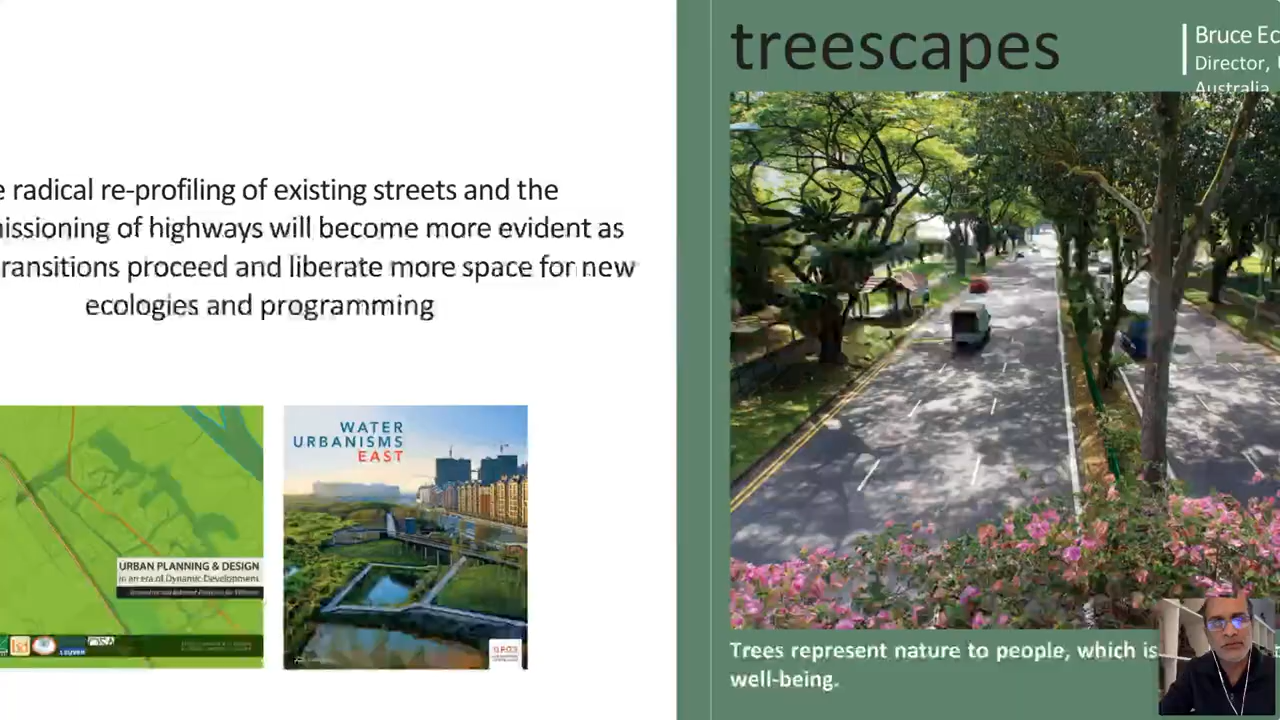 e radical re-profiling of existing streets and the
issioning of highways will become more evident as
ransitions proceed and liberate more space for new
ecologies and programming
URBAN PLANNING & DESIGN
in an era of Dynamic Development
WATER
URBANISMS
EAST
treescapes
Bruce Ec
Director,
Australia
Trees represent nature to people, which is
well-being.